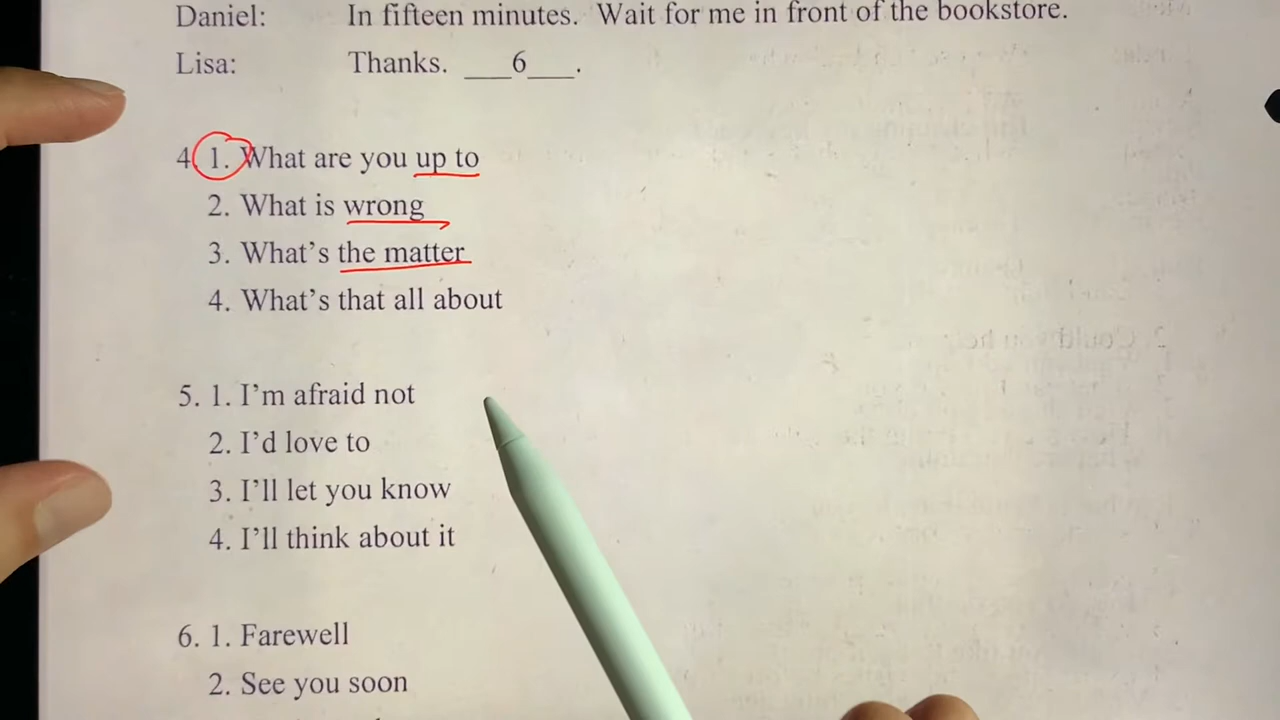 Daniel: In fifteen minutes. Wait for me in front of the bookstore.
Lisa: Thanks. ___6___.
4. 1. What are you up to
2. What is wrong
3. What's the matter
4. What's that all about
5. 1. I'm afraid not
2. I'd love to
3. I'll let you know
4. I'll think about it
6. 1. Farewell
2. See you soon